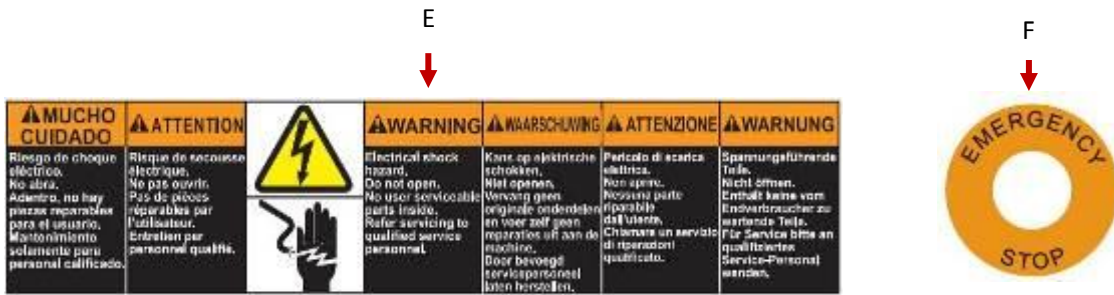 E
F
MUCHO
CUIDADO
Riesgo de choque
eléctrico.
No abra.
Adentro, no hay
piezas reparables
para el usuario.
Mantenimiento
solamente para
personal calificado.
ATTENTION
Risque de secousse
électrique.
Ne pas ouvrir.
Pas de pièces
réparables par
l'utilisateur.
Entretien par
personnel qualifié.
WARNING
Electrical shock
hazard.
Do not open.
No user serviceable
parts inside.
Refer servicing to
qualified service
personnel.
WAARSCHUWING
Kans op elektrische
schokken.
Niet openen.
Vervang geen
originele onderdelen
en voer zelf geen
reparaties uit aan de
machine.
Door bevoegd
servicepersoneel
laten herstellen.
ATTENZIONE
Pericolo di scarica
elettrica.
Non aprire.
Nessuna parte
riparabile
dall'utente.
Chiamare un servizio
di riparazioni
qualificato.
WARNUNG
Spannungsführende
Teile.
Nicht öffnen.
Enthält keine vom
Endverbraucher zu
wartende Teile.
Für Service bitte an
qualifiziertes
Service-Personal
wenden.
EMERGENCY
STOP